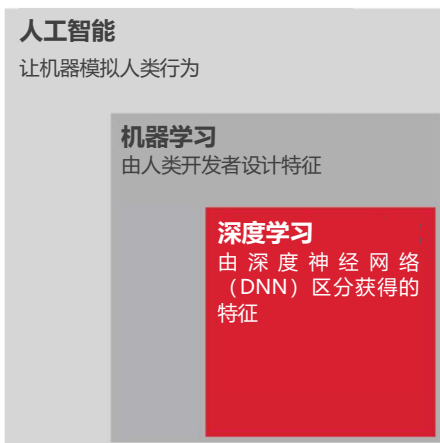 人工智能
让机器模拟人类行为
机器学习
由人类开发者设计特征
深度学习
由深度神经网络
（DNN）区分获得的
特征